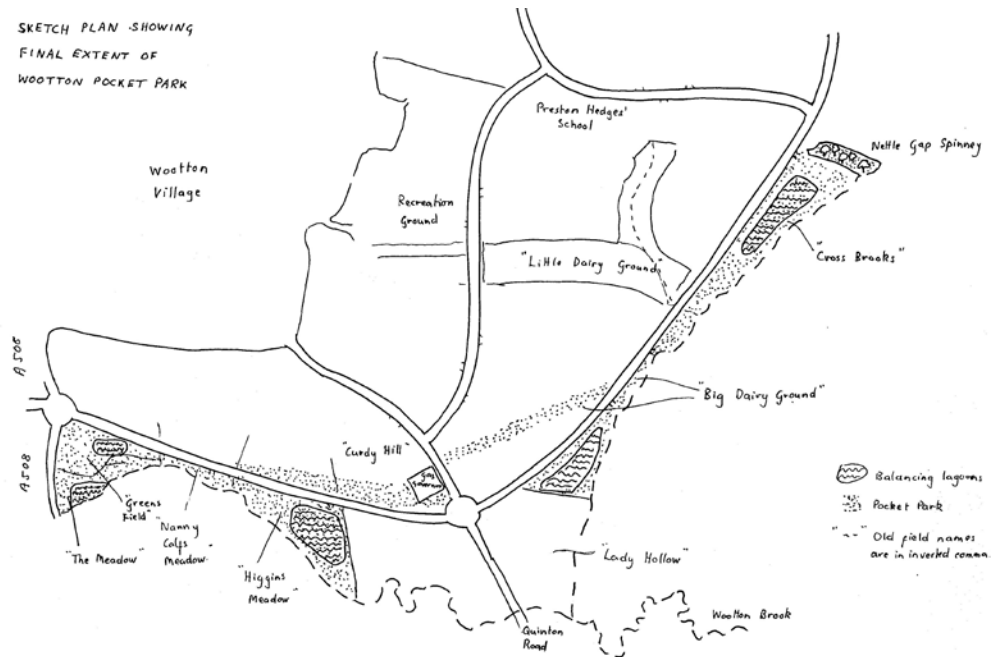 SKETCH PLAN SHOWING
FINAL EXTENT OF
WOOTTON POCKET PARK
Preston Hedges'
School
Nettle Gap Spinney
Wootton
Village
Recreation
Ground
"Little Dairy Ground"
"Cross Brooks"
A508
"Big Dairy Ground"
"Curdy Hill"
Gas
Governor
A508
"Greens
Field"
"Nanny
Calfs
Meadow"
"The Meadow"
"Higgins
Meadow"
"Lady Hollow"
Balancing lagoons
Pocket Park
"--" Old field names
are in inverted comm.
Quinton
Road
Wootton Brook